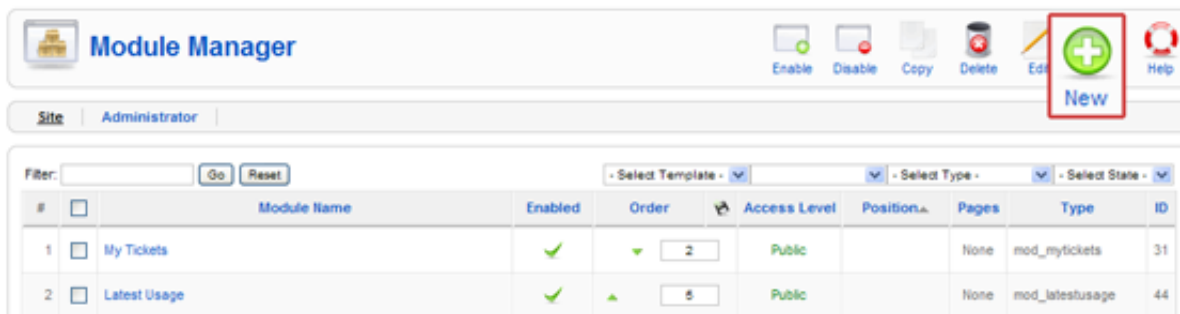 Module Manager
Enable Disable Copy Delete Edit New Help
Site Administrator
Filter: Go Reset - Select Template - - Select Type - - Select State -
# Module Name Enabled Order Access Level Position Pages Type ID
1 My Tickets 2 Public None mod_mytickets 31
2 Latest Usage 6 Public None mod_latestusage 44